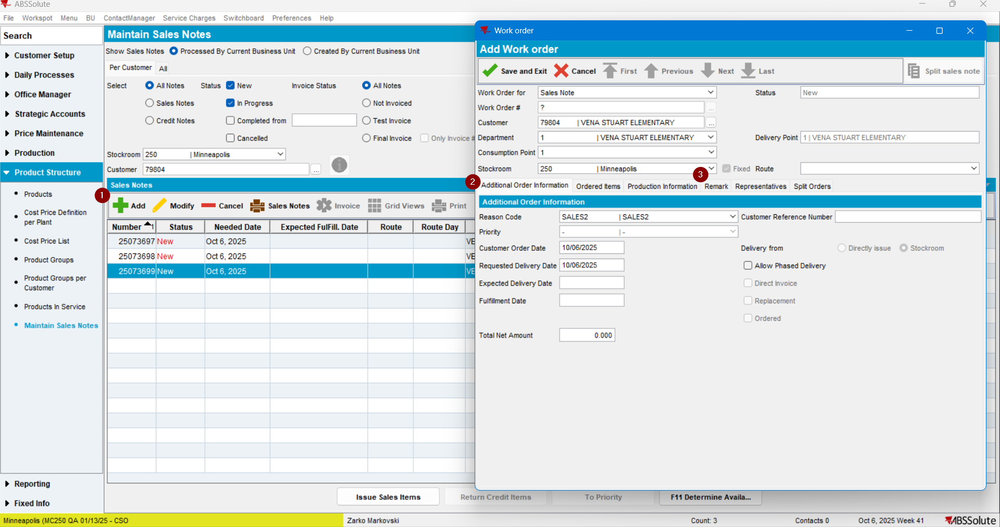 ABSSolute
File Workspot Menu BU ContactManager Service Charges Switchboard Preferences Help
Search
Customer Setup
Daily Processes
Office Manager
Strategic Accounts
Price Maintenance
Production
Product Structure
Products
Cost Price Definition
per Plant
Cost Price List
Product Groups
Product Groups per
Customer
Products In Service
Maintain Sales Notes
Reporting
Fixed Info
Maintain Sales Notes
Show Sales Notes Processed By Current Business Unit Created By Current Business Unit
Per Customer All
Select All Notes Status New Invoice Status All Notes
Sales Notes In Progress Not Invoiced
Credit Notes Completed from Test Invoice
Cancelled Final Invoice Only Invoice #
Stockroom 250 | Minneapolis
Customer 79804 ...
Sales Notes
1
Add Modify Cancel Sales Notes Invoice Grid Views Print
Number 1 Status Needed Date Expected FulFill. Date Route Route Day
25073697 New Oct 6, 2025 VE
25073698 New Oct 6, 2025 VE
25073699 New Oct 6, 2025 VE
Issue Sales Items Return Credit Items To Priority F11 Determine Availa...
Work order
Add Work order
Save and Exit Cancel First Previous Next Last Split sales note
Work Order for Sales Note Status New
Work Order # ? ...
Customer 79804 | VENA STUART ELEMENTARY ...
Department 1 | VENA STUART ELEMENTARY Delivery Point 1 | VENA STUART ELEMENTARY
Consumption Point 1
Stockroom 250 | Minneapolis Fixed Route
2 3
Additional Order Information Ordered Items Production Information Remark Representatives Split Orders
Additional Order Information
Reason Code SALES2 | SALES2 Customer Reference Number
Priority - | -
Customer Order Date 10/06/2025 Delivery from Directly issue Stockroom
Requested Delivery Date 10/06/2025 Allow Phased Delivery
Expected Delivery Date Direct Invoice
Fulfillment Date Replacement
Ordered
Total Net Amount 0.000
Minneapolis (MC250 QA 01/13/25 - CSO Zarko Markovski Count: 3 Contacts 0 Oct 6, 2025 Week 41 ABSSolute